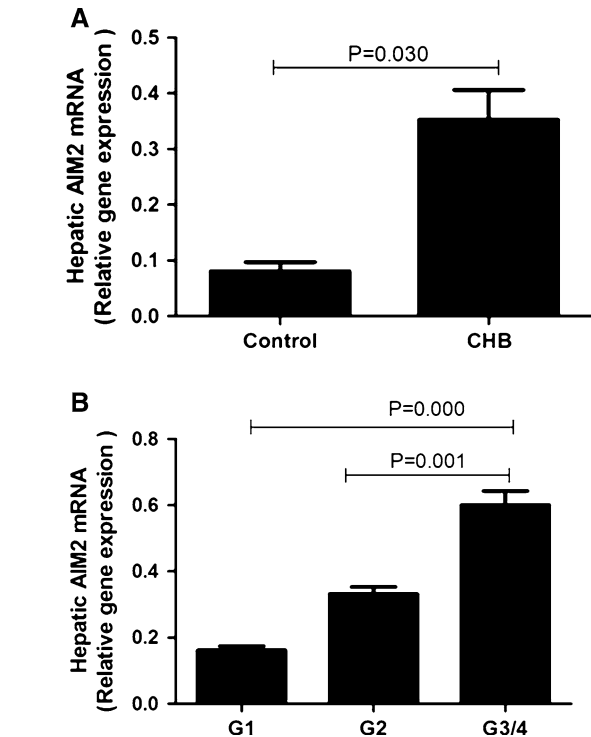 A
Hepatic AIM2 mRNA
(Relative gene expression )
0.5
0.4
0.3
0.2
0.1
0.0
P=0.030
Control CHB
B
Hepatic AIM2 mRNA
(Relative gene expression )
0.8
0.6
0.4
0.2
0.0
P=0.000
P=0.001
G1 G2 G3/4